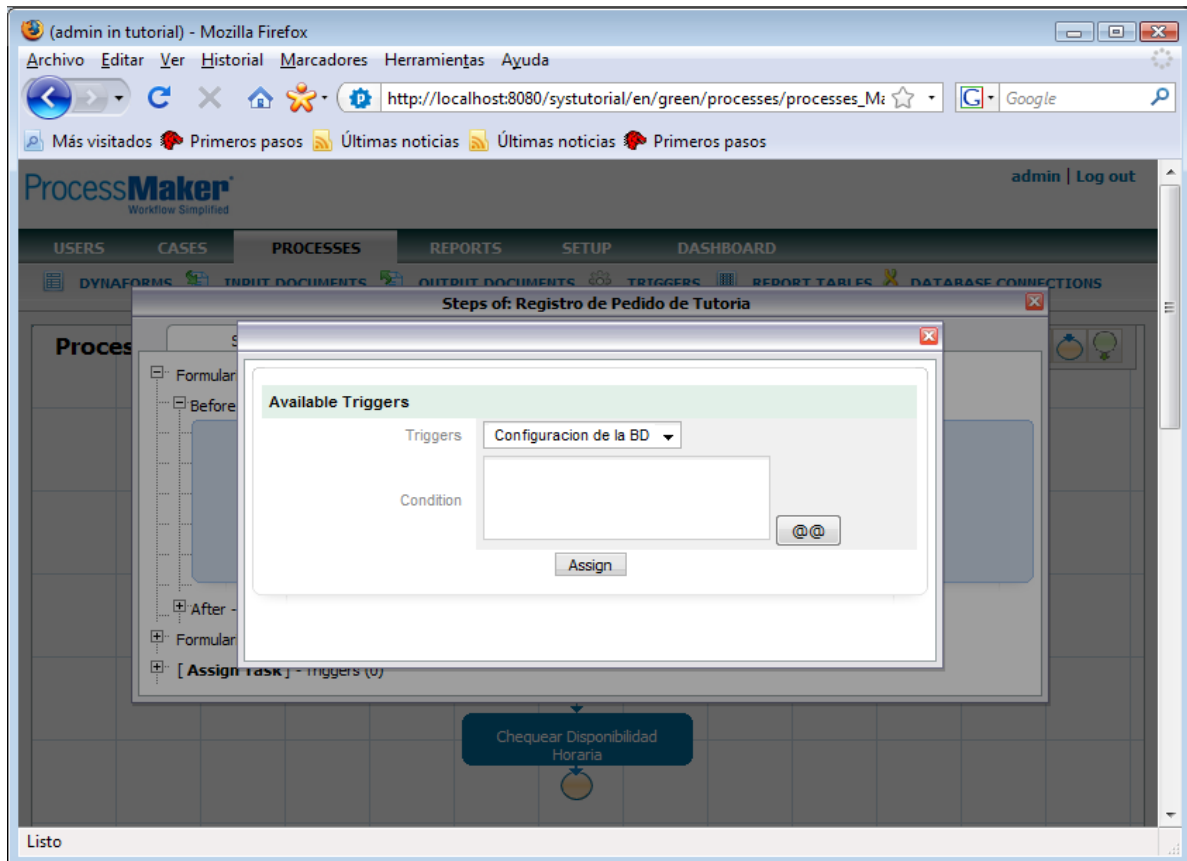 (admin in tutorial) - Mozilla Firefox
Archivo Editar Ver Historial Marcadores Herramientas Ayuda
http://localhost:8080/systutorial/en/green/processes/processes_Ma
G Google
Más visitados Primeros pasos Últimas noticias Últimas noticias Primeros pasos
ProcessMaker
Workflow Simplified
admin | Log out
USERS CASES PROCESSES REPORTS SETUP DASHBOARD
DYNAFORMS INPUT DOCUMENTS OUTPUT DOCUMENTS TRIGGERS REPORT TABLES DATABASE CONNECTIONS
Steps of: Registro de Pedido de Tutoria
Proces
S
Formular
Before
Available Triggers
Triggers Configuracion de la BD
Condition
@@
Assign
After -
Formular
[ Assign Task ] - Triggers (0)
Chequear Disponibilidad
Horaria
Listo